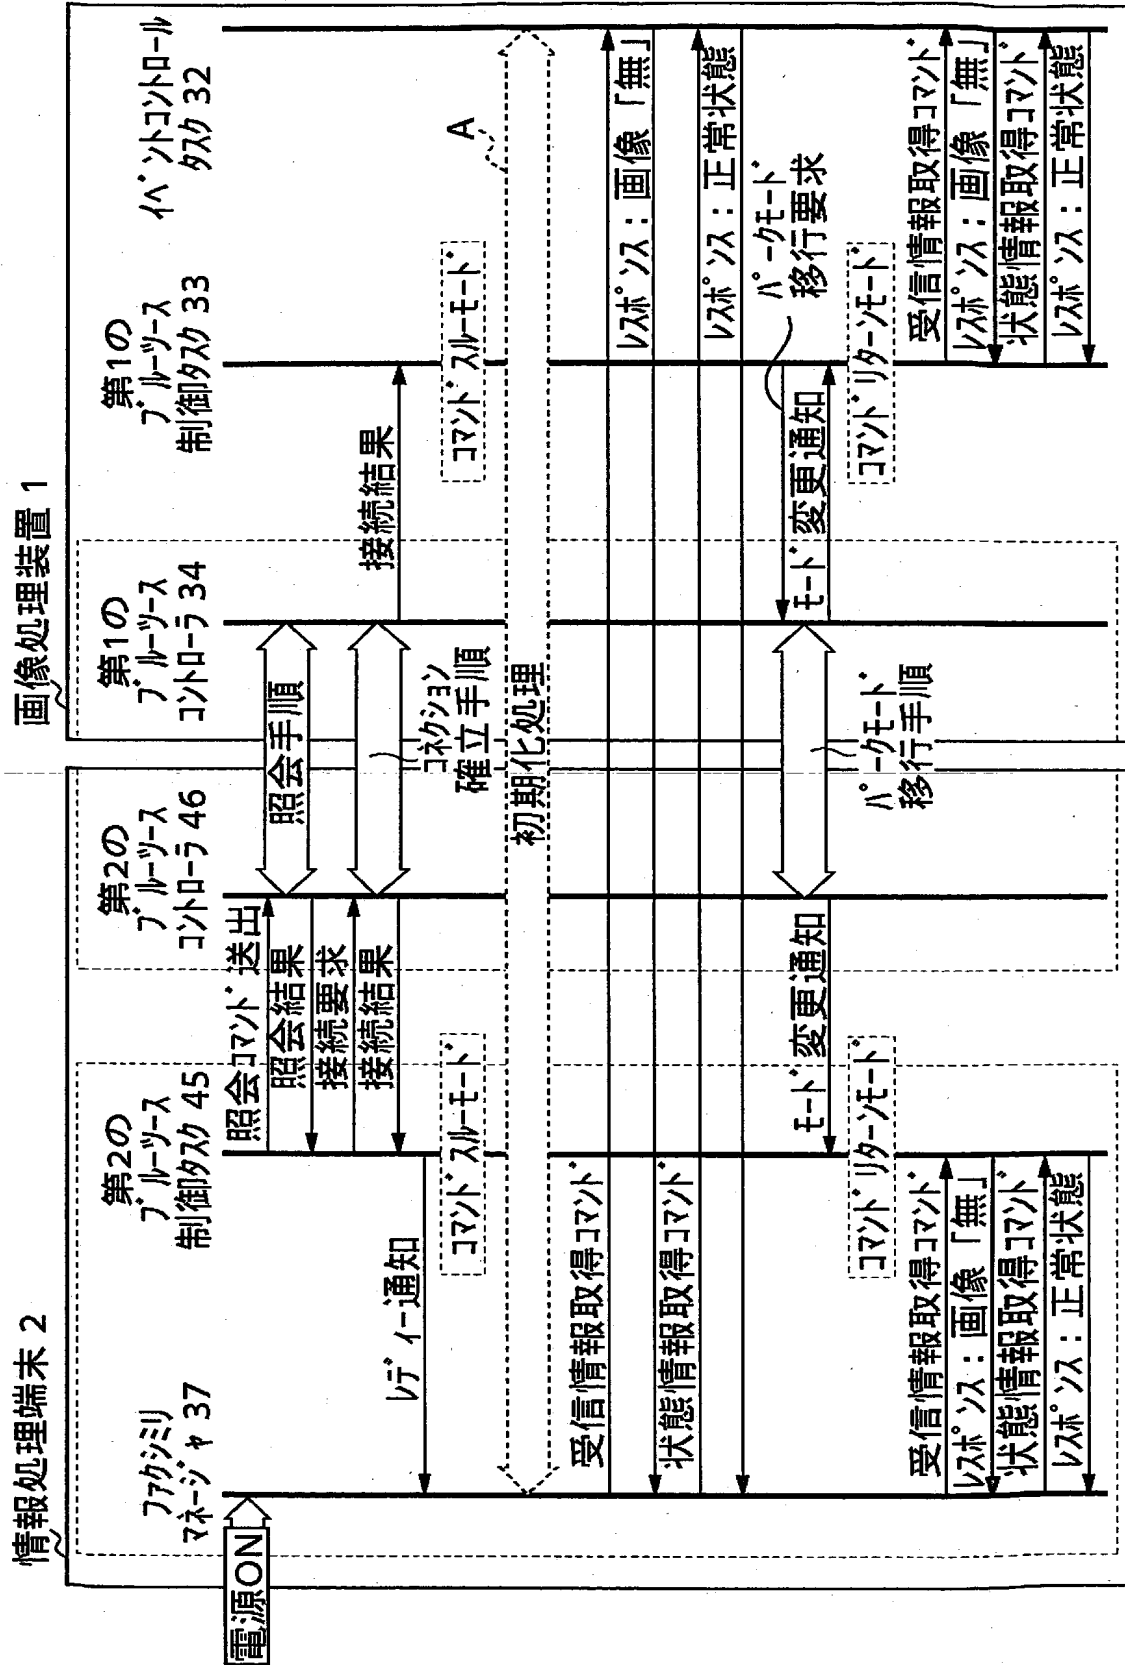 情報処理端末 2
画像処理装置 1
ファクシミリ
マネージャ 37
第2の
ブルーツース
制御タスク 45
第2の
ブルーツース
コントローラ 46
第1の
ブルーツース
コントローラ 34
第1の
ブルーツース
制御タスク 33
イベントコントロール
タスク 32
電源ON
照会コマンド送出
照会手順
照会結果
接続要求
コネクション
確立手順
接続結果
接続結果
レディー通知
コマンドスルーモード
コマンドスルーモード
A
初期化処理
受信情報取得コマンド
レスポンス：画像「無」
状態情報取得コマンド
レスポンス：正常状態
パークモード
移行要求
パークモード
移行手順
モード変更通知
モード変更通知
コマンドリターンモード
コマンドリターンモード
受信情報取得コマンド
レスポンス：画像「無」
状態情報取得コマンド
レスポンス：正常状態
受信情報取得コマンド
レスポンス：画像「無」
状態情報取得コマンド
レスポンス：正常状態